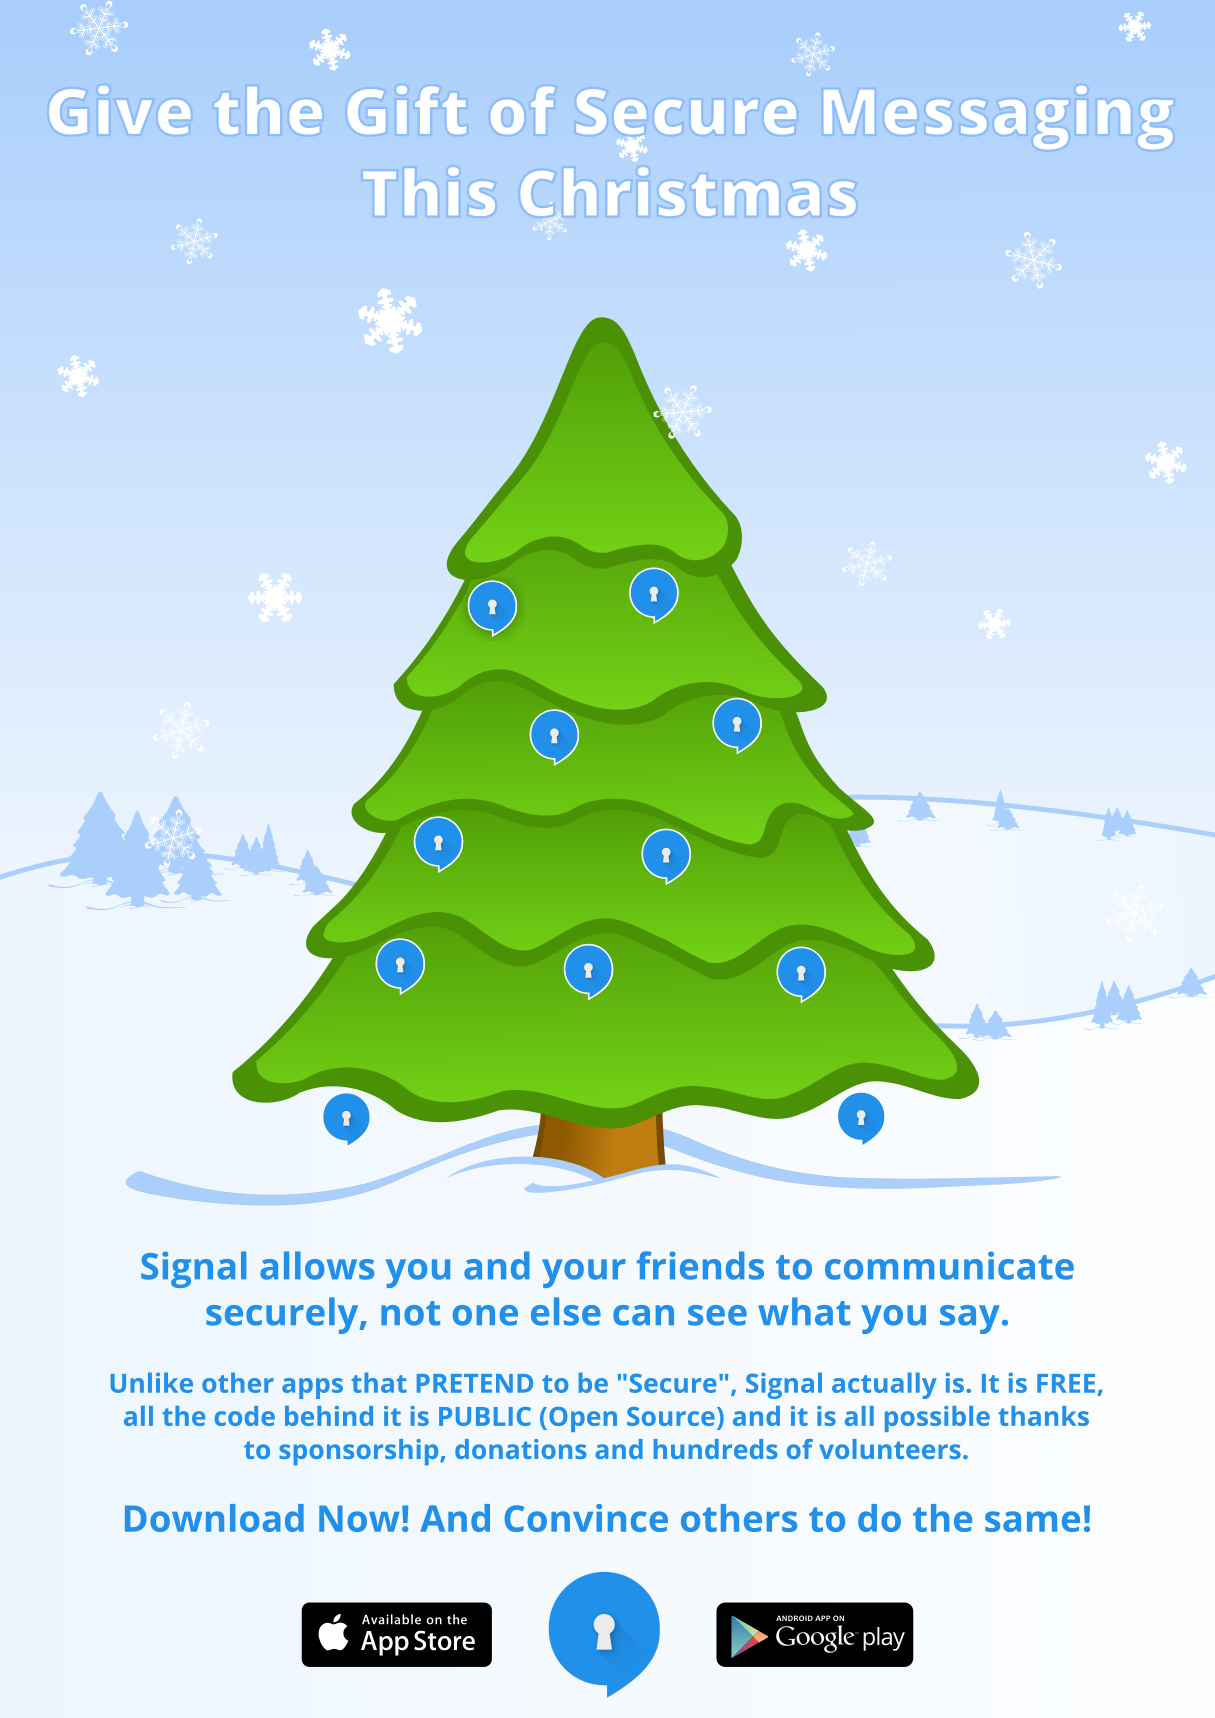 Give the Gift of Secure Messaging
This Christmas
Signal allows you and your friends to communicate
securely, not one else can see what you say.
Unlike other apps that PRETEND to be "Secure", Signal actually is. It is FREE,
all the code behind it is PUBLIC (Open Source) and it is all possible thanks
to sponsorship, donations and hundreds of volunteers.
Download Now! And Convince others to do the same!
Available on the
App Store
ANDROID APP ON
Google play